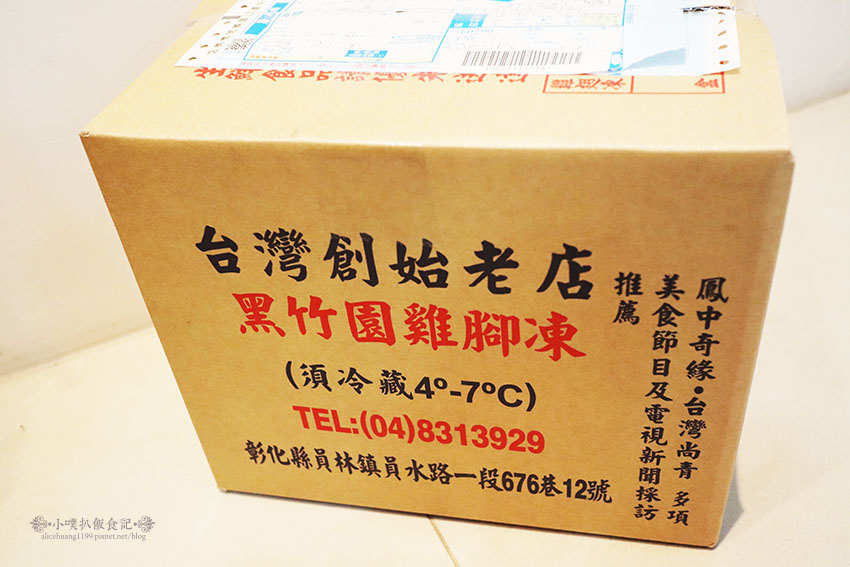 台灣創始老店
黑竹園雞腳凍
(須冷藏4º-7ºC)
TEL:(04)8313929
彰化縣員林鎮員水路一段676巷12號
鳳中奇緣•台灣尚青 多項
美食節目及電視新聞採訪
推薦
小噗扒飯食記
alicehuang1199.pixnet.net/blog